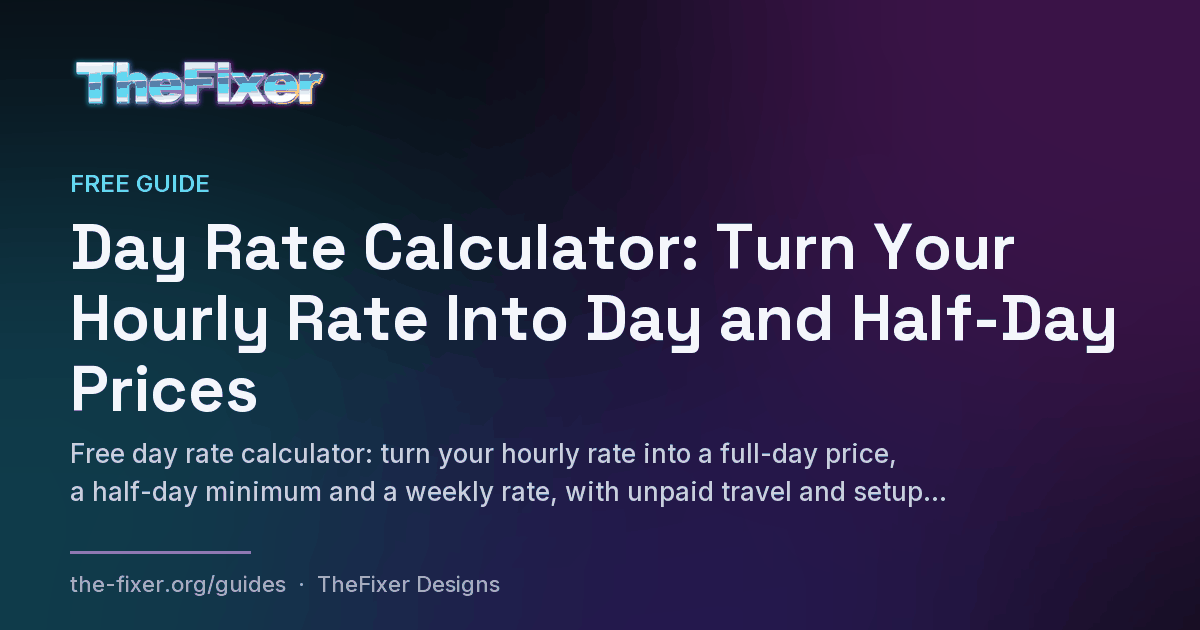 TheFixer
FREE GUIDE
Day Rate Calculator: Turn Your
Hourly Rate Into Day and Half-Day
Prices
Free day rate calculator: turn your hourly rate into a full-day price,
a half-day minimum and a weekly rate, with unpaid travel and setup...
the-fixer.org/guides · TheFixer Designs